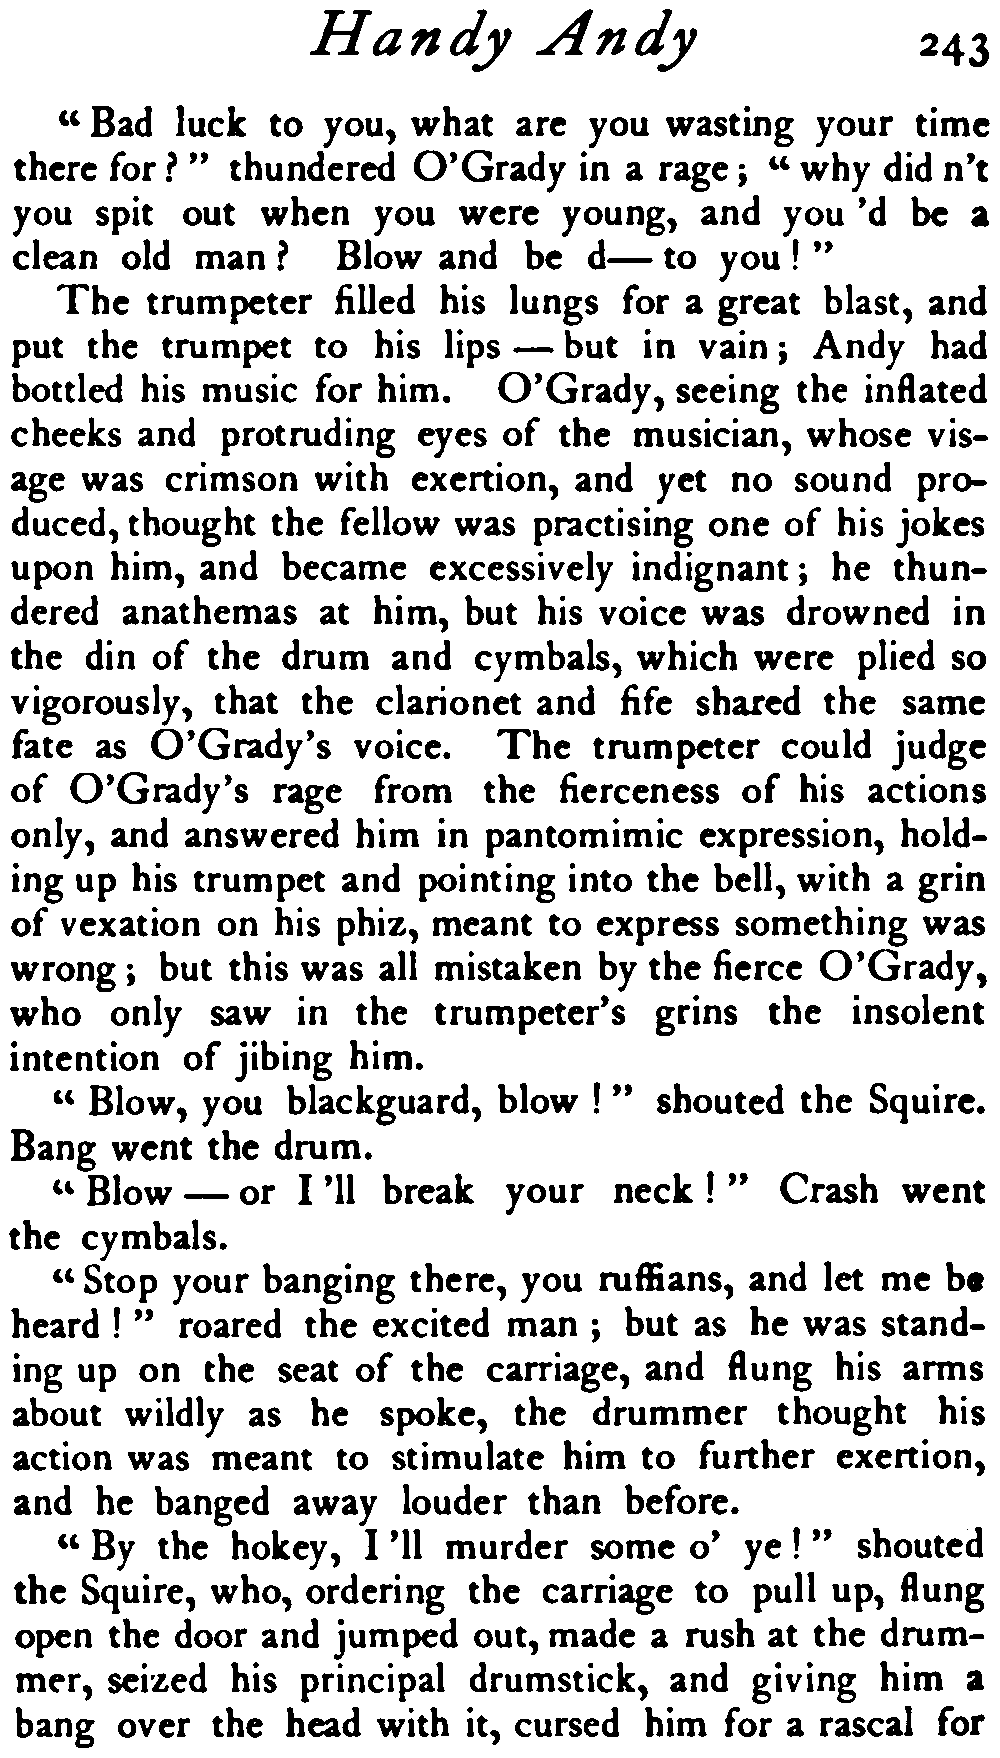 Handy Andy 243
“Bad luck to you, what are you wasting your time
there for?” thundered O’Grady in a rage; “why did n’t
you spit out when you were young, and you ’d be a
clean old man? Blow and be d— to you!”
The trumpeter filled his lungs for a great blast, and
put the trumpet to his lips — but in vain; Andy had
bottled his music for him. O’Grady, seeing the inflated
cheeks and protruding eyes of the musician, whose vis-
age was crimson with exertion, and yet no sound pro-
duced, thought the fellow was practising one of his jokes
upon him, and became excessively indignant; he thun-
dered anathemas at him, but his voice was drowned in
the din of the drum and cymbals, which were plied so
vigorously, that the clarionet and fife shared the same
fate as O’Grady’s voice. The trumpeter could judge
of O’Grady’s rage from the fierceness of his actions
only, and answered him in pantomimic expression, hold-
ing up his trumpet and pointing into the bell, with a grin
of vexation on his phiz, meant to express something was
wrong; but this was all mistaken by the fierce O’Grady,
who only saw in the trumpeter’s grins the insolent
intention of jibing him.
“Blow, you blackguard, blow!” shouted the Squire.
Bang went the drum.
“Blow — or I ’ll break your neck!” Crash went
the cymbals.
“Stop your banging there, you ruffians, and let me be
heard!” roared the excited man; but as he was stand-
ing up on the seat of the carriage, and flung his arms
about wildly as he spoke, the drummer thought his
action was meant to stimulate him to further exertion,
and he banged away louder than before.
“By the hokey, I ’ll murder some o’ ye!” shouted
the Squire, who, ordering the carriage to pull up, flung
open the door and jumped out, made a rush at the drum-
mer, seized his principal drumstick, and giving him a
bang over the head with it, cursed him for a rascal for